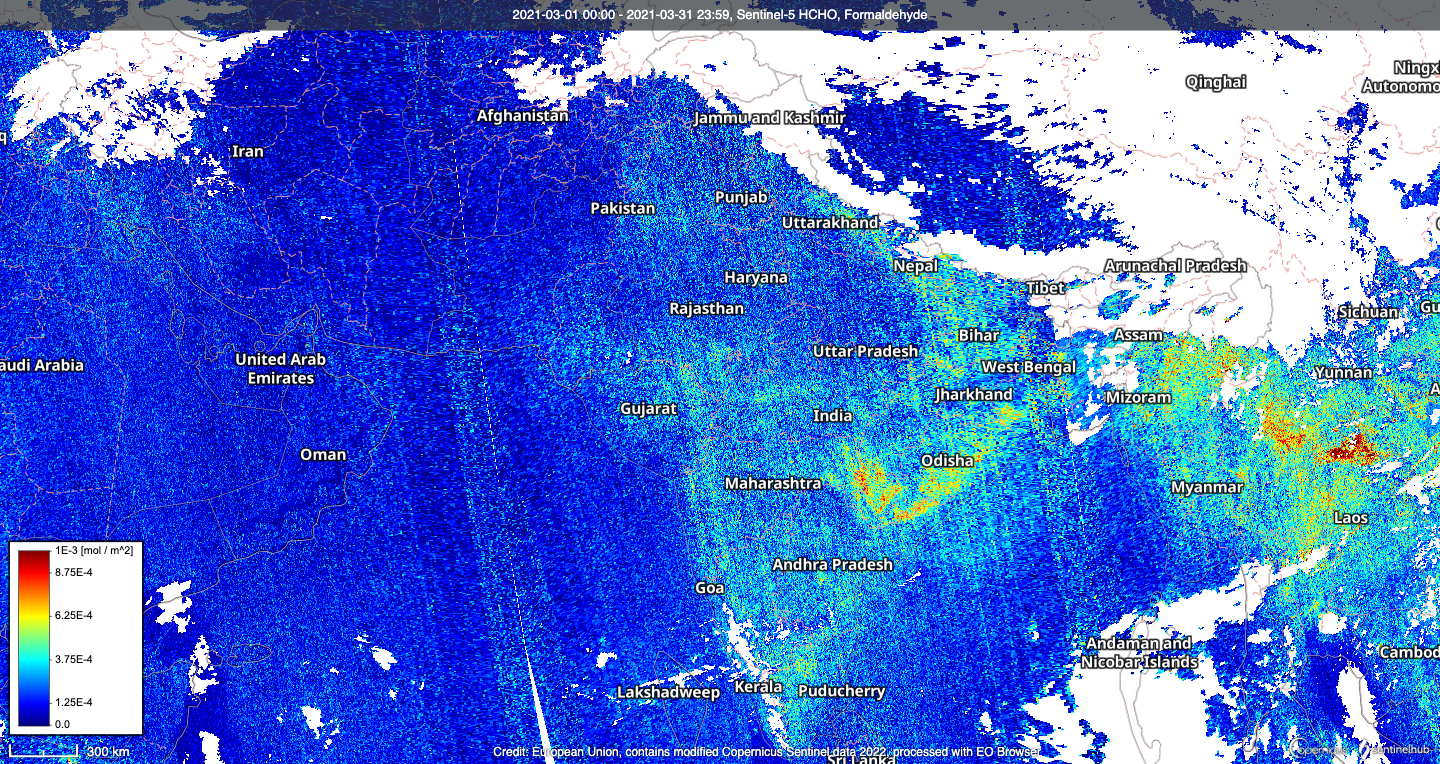 2021-03-01 00:00 - 2021-03-31 23:59, Sentinel-5 HCHO, Formaldehyde
Qinghai
Autonomo
Afghanistan
Jammu and Kashmir
q
Iran
Pakistan
Punjab
Uttarakhand
Nepal
Arunachal Pradesh
Haryana
Tibet
Rajasthan
Sichuan
Gu
Bihar
Assam
Uttar Pradesh
United Arab
Emirates
audi Arabia
West Bengal
Yunnan
A
Jharkhand
Mizoram
Gujarat
India
Oman
Odisha
Maharashtra
Myanmar
Laos
1E-3 [mol / m^2]
8.75E-4
6.25E-4
3.75E-4
1.25E-4
0.0
Andhra Pradesh
Goa
Andaman and
Nicobar Islands
Cambod
Lakshadweep
Kerala
Puducherry
300 km
Credit: European Union, contains modified Copernicus Sentinel data 2022, processed with EO Browser
Sri Lanka
opernicus
sentinelhub